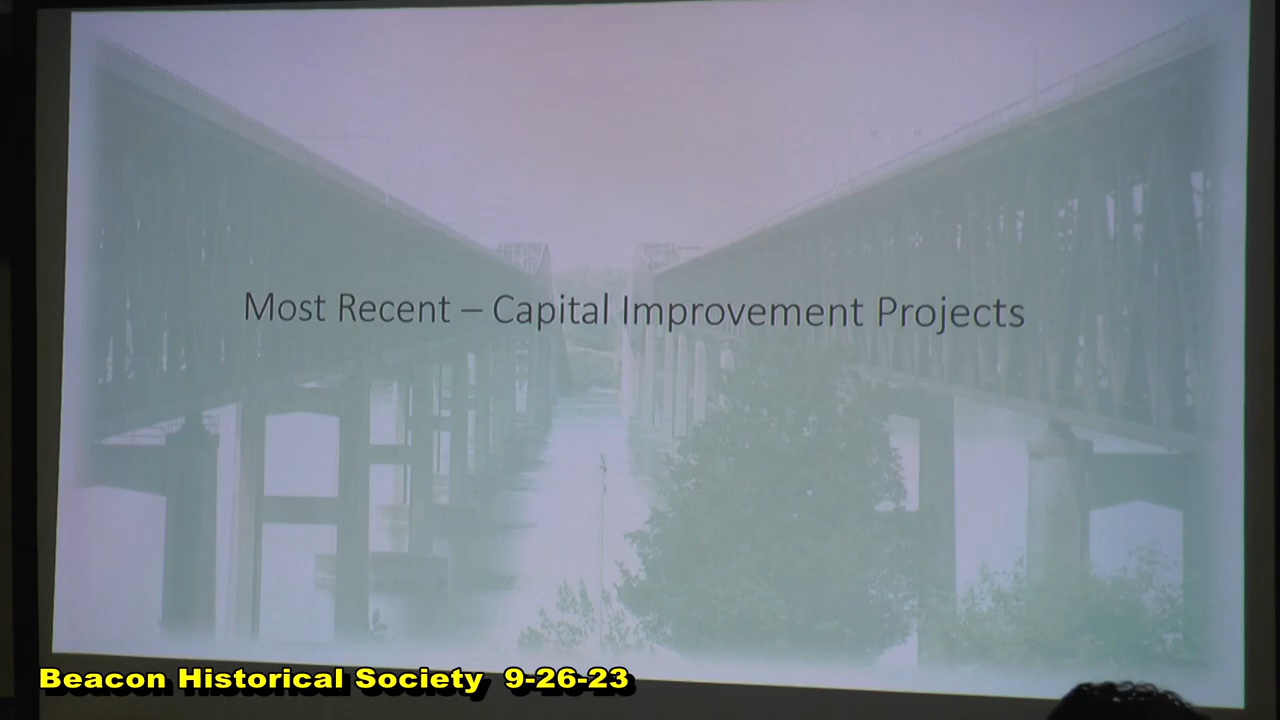 Most Recent – Capital Improvement Projects
Beacon Historical Society 9-26-23